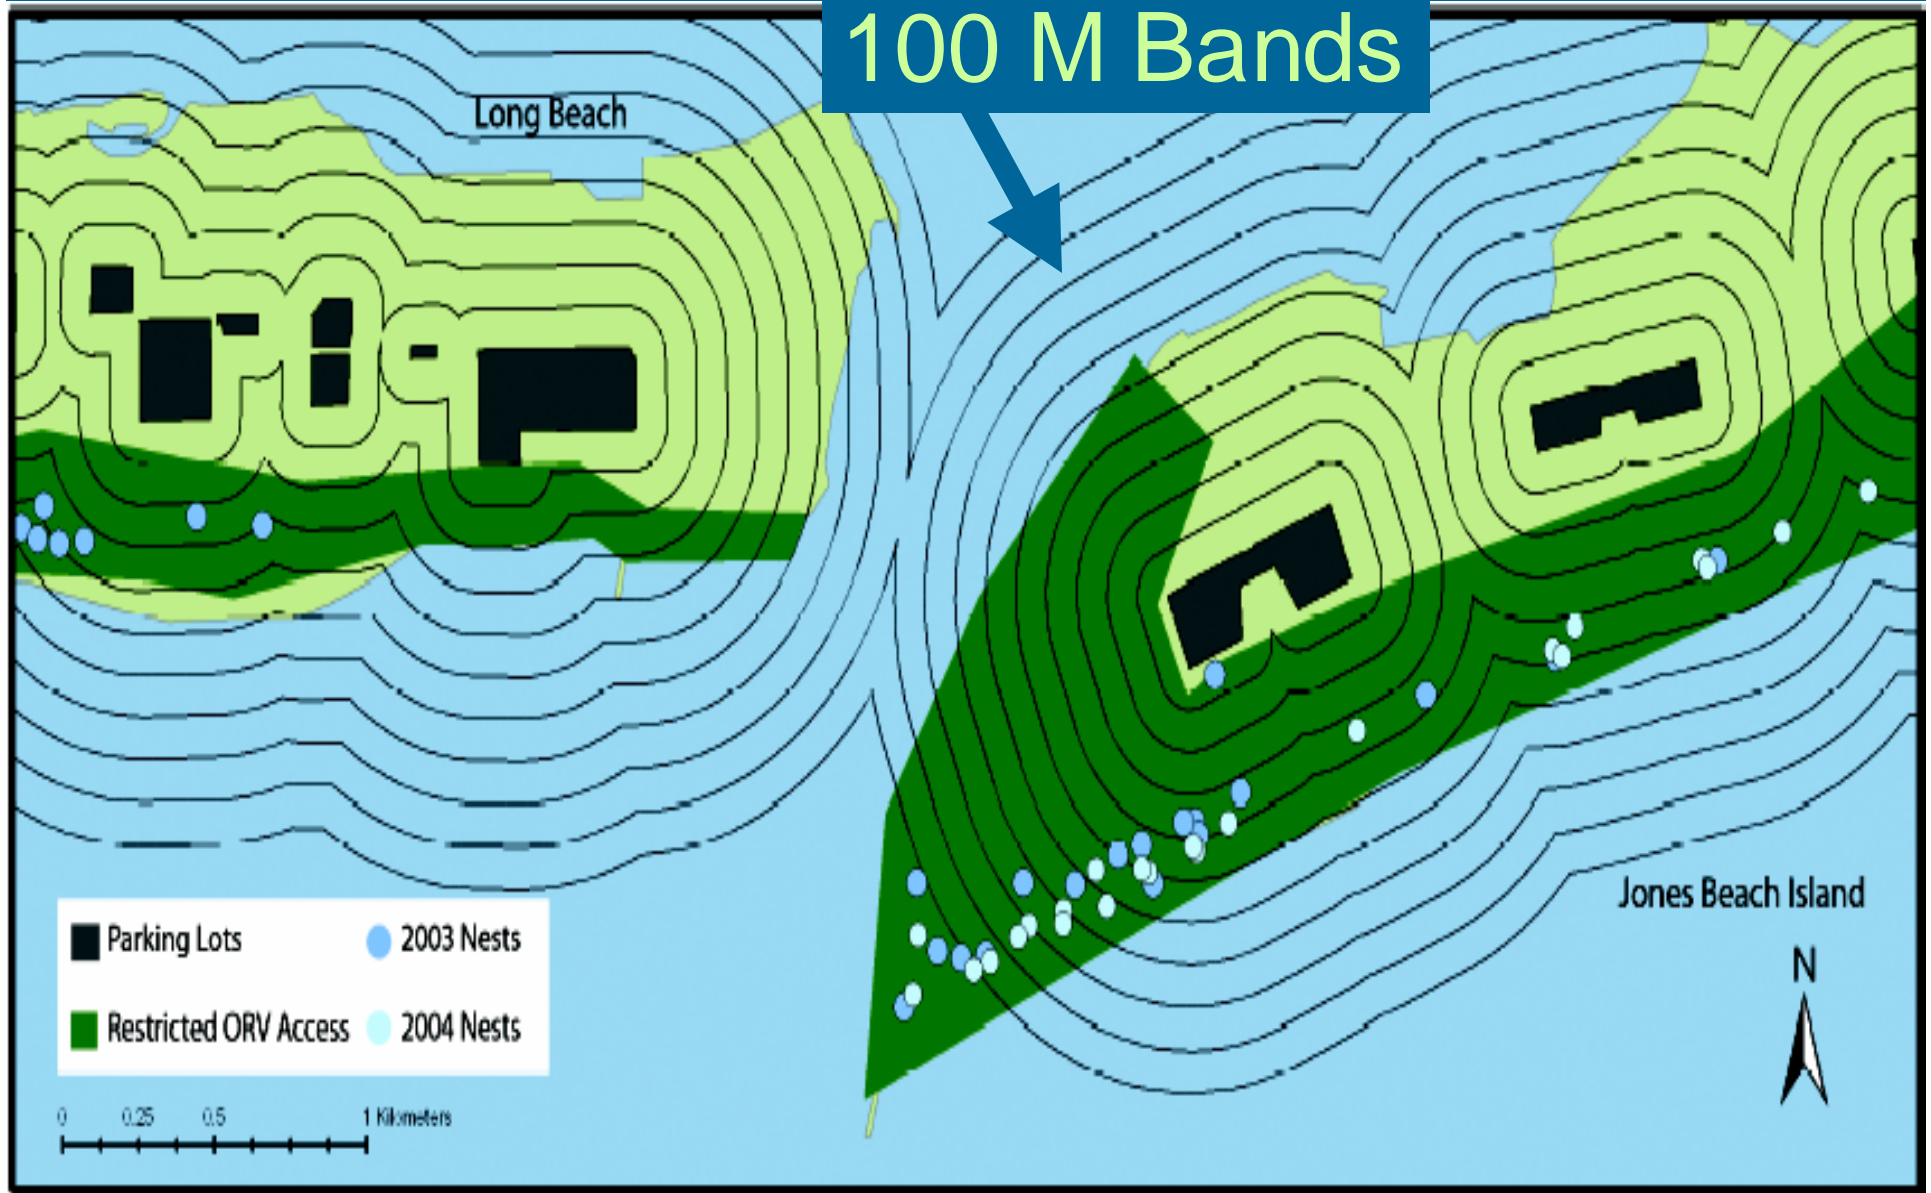 100 M Bands
Long Beach
Jones Beach Island
N
Parking Lots
2003 Nests
Restricted ORV Access
2004 Nests
0 0.25 0.5 1 Kilometers